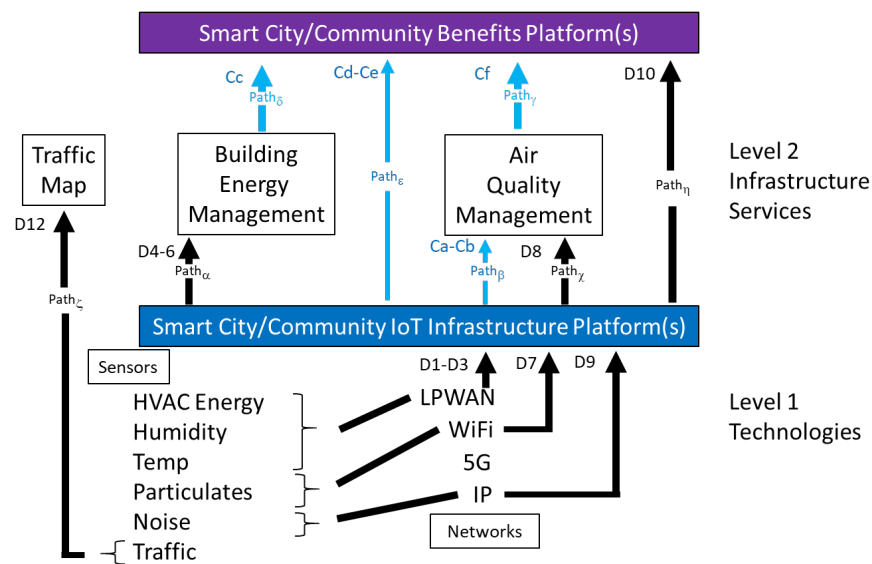 Smart City/Community Benefits Platform(s)
Cc
Cd-Ce
Cf
D10
Pathδ
Pathγ
Traffic
Map
Building
Energy
Management
Air
Quality
Management
Level 2
Infrastructure
Services
Pathε
Pathη
D12
D4-6
Ca-Cb
D8
Pathα
Pathβ
Pathχ
Pathζ
Smart City/Community IoT Infrastructure Platform(s)
Sensors
D1-D3
D7
D9
HVAC Energy
Humidity
Temp
Particulates
Noise
Traffic
LPWAN
WiFi
5G
IP
Networks
Level 1
Technologies